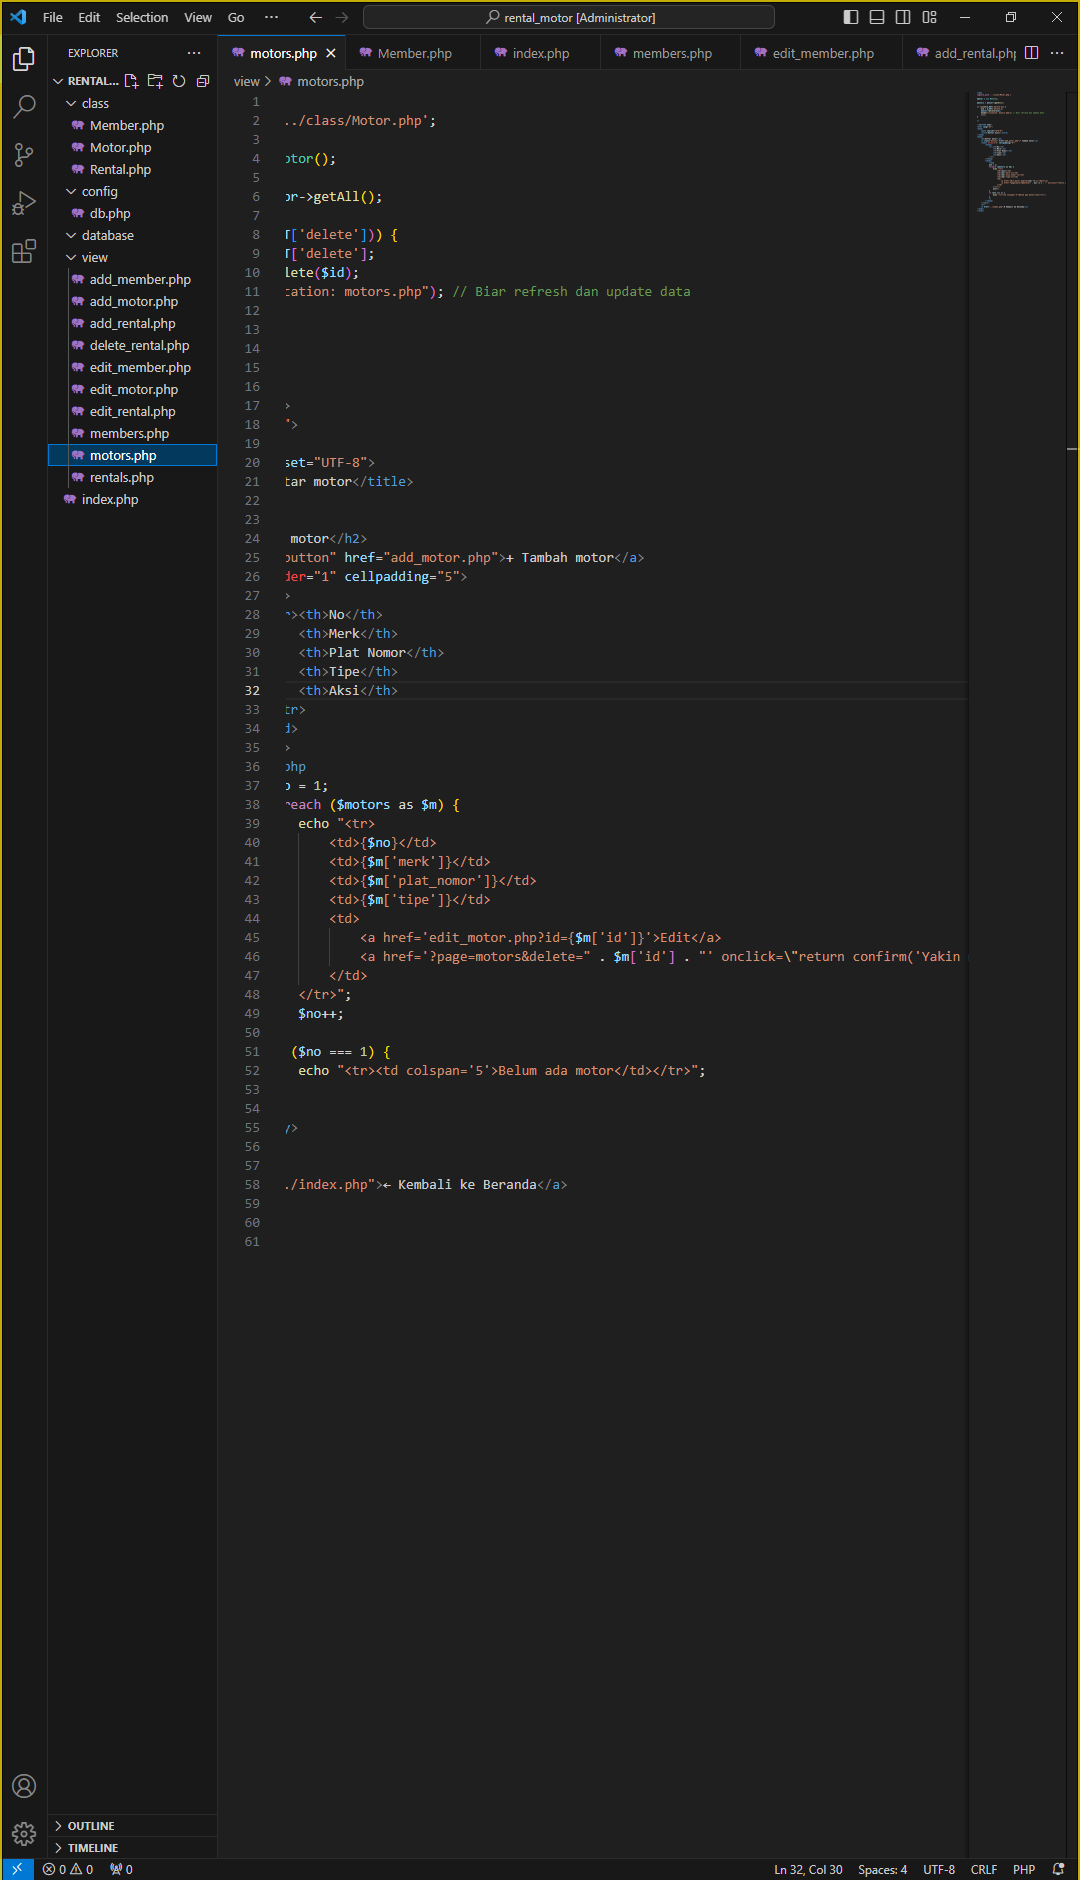 File Edit Selection View Go ··· rental_motor [Administrator]
EXPLORER ···
RENTAL...
class
Member.php
Motor.php
Rental.php
config
db.php
database
view
add_member.php
add_motor.php
add_rental.php
delete_rental.php
edit_member.php
edit_motor.php
edit_rental.php
members.php
motors.php
rentals.php
index.php
OUTLINE
TIMELINE
motors.php Member.php index.php members.php edit_member.php add_rental.php ···
view > motors.php
1
2 ../class/Motor.php';
3
4 otor();
5
6 or->getAll();
7
8 T['delete'])) {
9 T['delete'];
10 lete($id);
11 cation: motors.php"); // Biar refresh dan update data
12
13
14
15
16
17 >
18 ">
19
20 set="UTF-8">
21 tar motor</title>
22
23
24 motor</h2>
25 button" href="add_motor.php">+ Tambah motor</a>
26 der="1" cellpadding="5">
27 >
28 r><th>No</th>
29 <th>Merk</th>
30 <th>Plat Nomor</th>
31 <th>Tipe</th>
32 <th>Aksi</th>
33 tr>
34 d>
35 >
36 php
37 o = 1;
38 reach ($motors as $m) {
39 echo "<tr>
40 <td>{$no}</td>
41 <td>{$m['merk']}</td>
42 <td>{$m['plat_nomor']}</td>
43 <td>{$m['tipe']}</td>
44 <td>
45 <a href='edit_motor.php?id={$m['id']}'>Edit</a>
46 <a href='?page=motors&delete=" . $m['id'] . "' onclick=\"return confirm('Yakin
47 </td>
48 </tr>";
49 $no++;
50
51 ($no === 1) {
52 echo "<tr><td colspan='5'>Belum ada motor</td></tr>";
53
54
55 y>
56
57
58 ./index.php">← Kembali ke Beranda</a>
59
60
61
0 0 0 Ln 32, Col 30 Spaces: 4 UTF-8 CRLF PHP